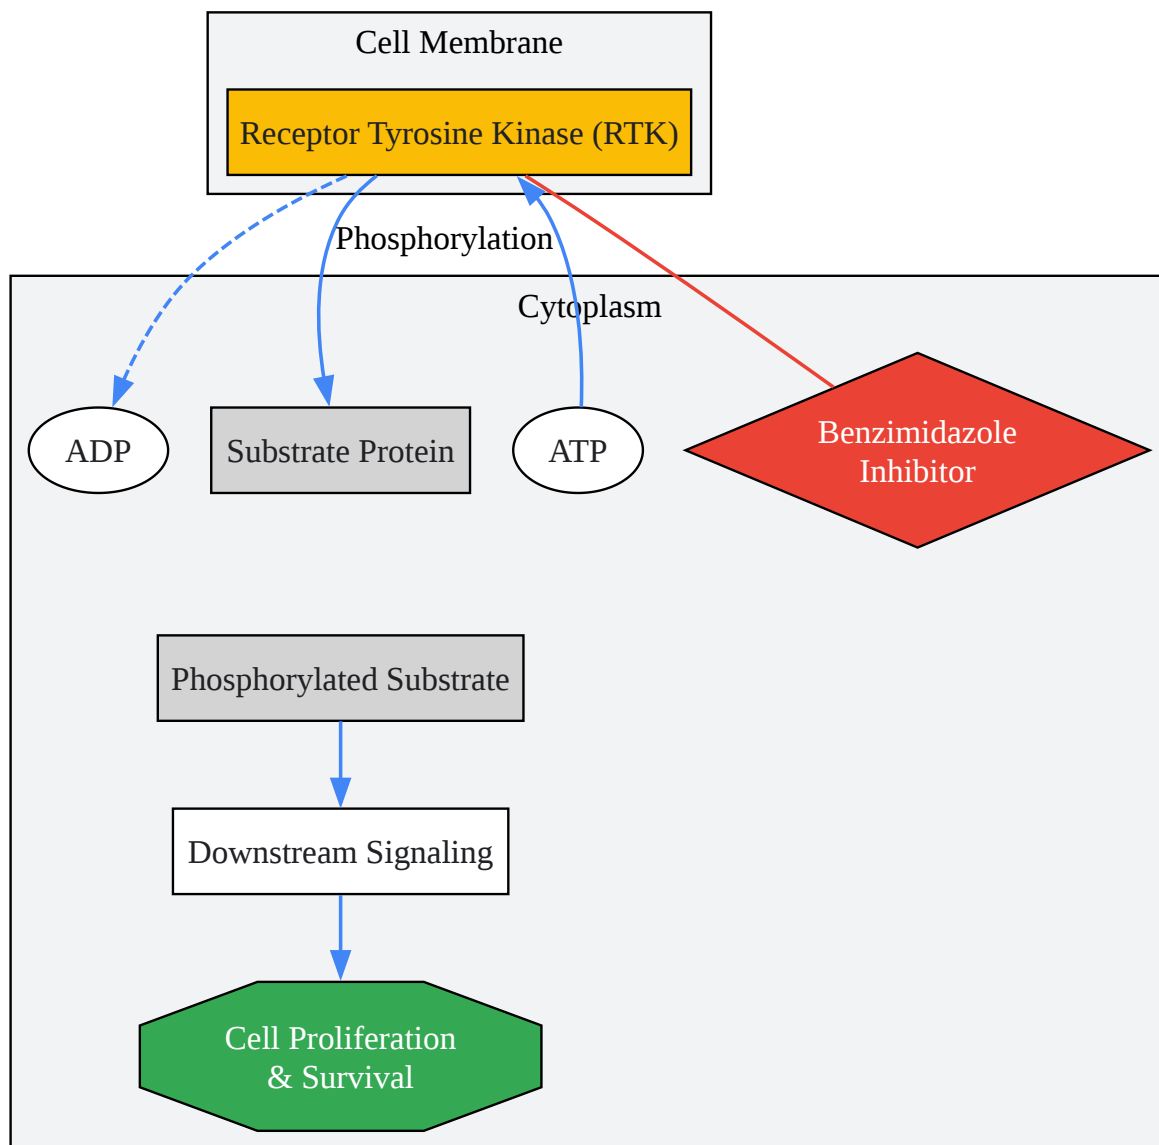 Cell Membrane
Receptor Tyrosine Kinase (RTK)
Phosphorylation
Cytoplasm
ADP
Substrate Protein
ATP
Benzimidazole
Inhibitor
Phosphorylated Substrate
Downstream Signaling
Cell Proliferation
& Survival